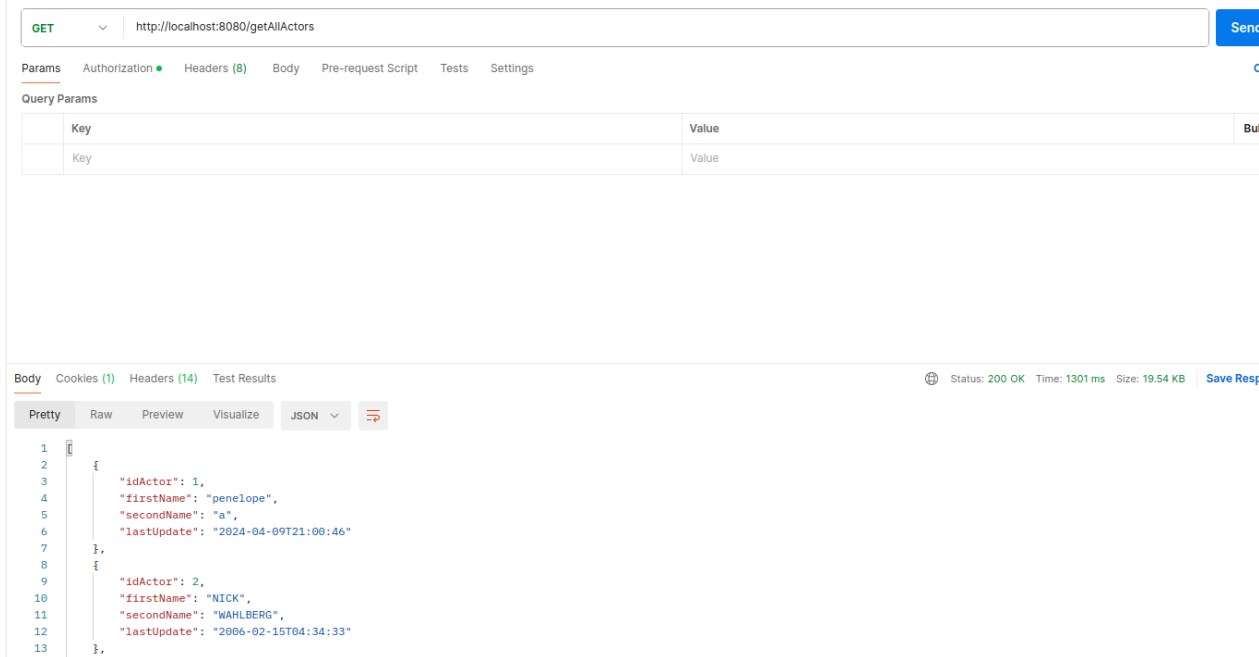 GET http://localhost:8080/getAllActors Send
Params Authorization Headers (8) Body Pre-request Script Tests Settings
Query Params
Key Value
Key Value
Body Cookies (1) Headers (14) Test Results Status: 200 OK Time: 1301 ms Size: 19.54 KB Save Resp
Pretty Raw Preview Visualize JSON
1 [
2 {
3 "idActor": 1,
4 "firstName": "penelope",
5 "secondName": "a",
6 "lastUpdate": "2024-04-09T21:00:46"
7 },
8 {
9 "idActor": 2,
10 "firstName": "NICK",
11 "secondName": "WAHLBERG",
12 "lastUpdate": "2006-02-15T04:34:33"
13 },